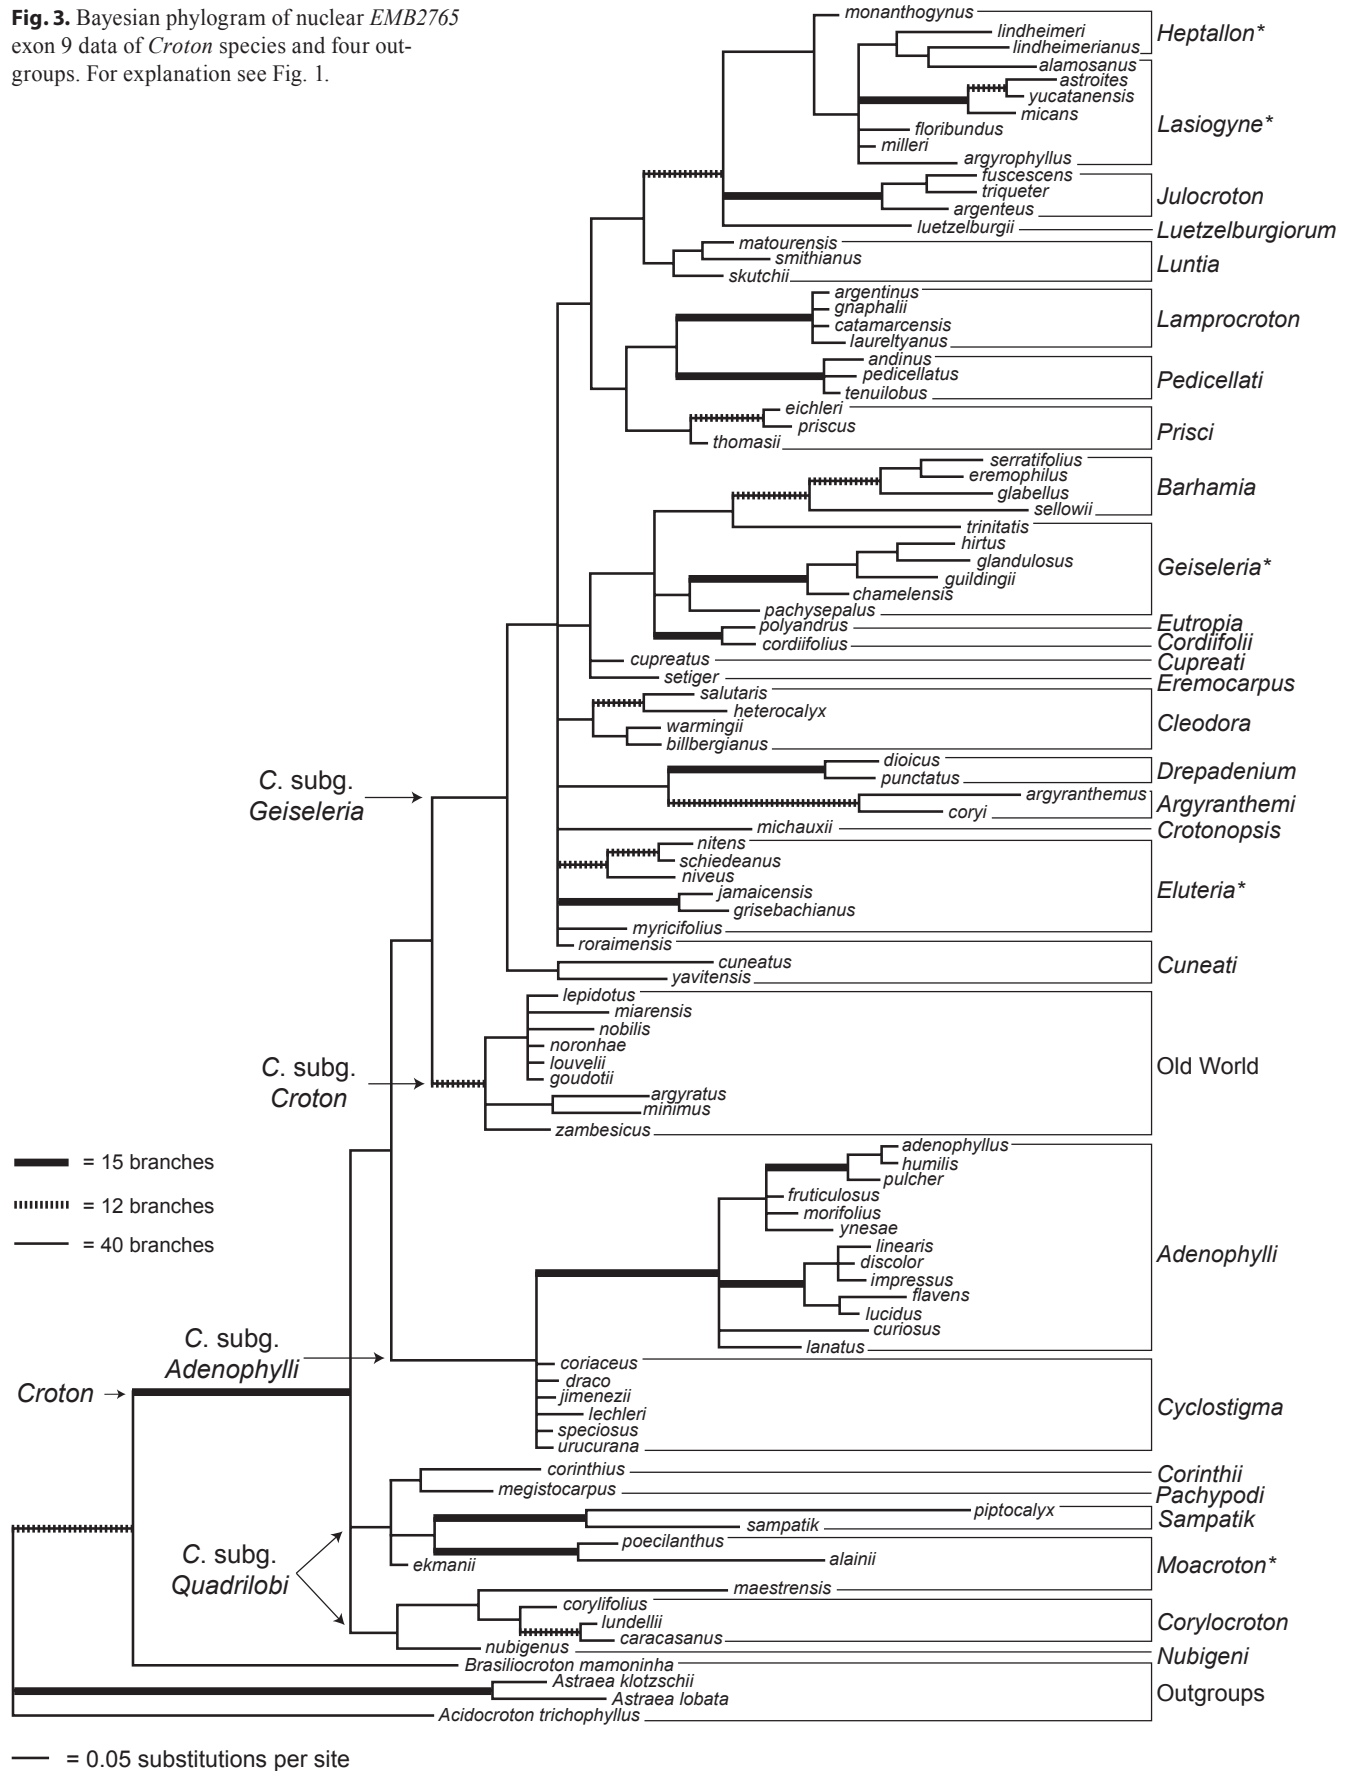 Fig. 3. Bayesian phylogram of nuclear EMB2765
exon 9 data of Croton species and four out-
groups. For explanation see Fig. 1.
monanthogynus
Heptallon*
lindheimeri
lindheimerianus
alamosanus
astroites
yucatanensis
micans
Lasiogyne*
floribundus
milleri
argyrophyllus
fuscescens
triqueter
Julocroton
argenteus
luetzelburgii
Luetzelburgiorum
matourensis
smithianus
Luntia
skutchii
argentinus
gnaphalii
Lamprocroton
catamarcensis
laureltyanus
andinus
pedicellatus
Pedicellati
tenuilobus
eichleri
priscus
Prisci
thomasii
serratifolius
eremophilus
Barhamia
glabellus
sellowii
trinitatis
hirtus
glandulosus
Geiseleria*
guildingii
chamelensis
pachysepalus
polyandrus
Eutropia
cordiifolius
Cordiifolii
cupreatus
Cupreati
setiger
Eremocarpus
salutaris
heterocalyx
Cleodora
warmingii
billbergianus
dioicus
Drepadenium
punctatus
C. subg.
Geiseleria
argyranthemus
Argyranthemi
coryi
michauxii
Crotonopsis
nitens
schiedeanus
niveus
Eluteria*
jamaicensis
grisebachianus
myricifolius
roraimensis
cuneatus
Cuneati
yavitensis
lepidotus
miarensis
nobilis
noronhae
louvelii
Old World
goudotii
C. subg.
Croton
argyratus
minimus
zambesicus
adenophyllus
humilis
= 15 branches
pulcher
fruticulosus
= 12 branches
morifolius
ynesae
= 40 branches
linearis
Adenophylli
discolor
impressus
flavens
lucidus
curiosus
lanatus
C. subg.
Adenophylli
coriaceus
draco
Croton
jimenezii
lechleri
Cyclostigma
speciosus
urucurana
corinthius
Corinthii
megistocarpus
Pachypodi
piptocalyx
Sampatik
sampatik
poecilanthus
alainii
Moacroton*
ekmanii
C. subg.
Quadrilobi
maestrensis
corylifolius
lundellii
Corylocroton
caracasanus
nubigenus
Nubigeni
Brasiliocroton mamoninha
Astraea klotzschii
Outgroups
Astraea lobata
Acidocroton trichophyllus
= 0.05 substitutions per site